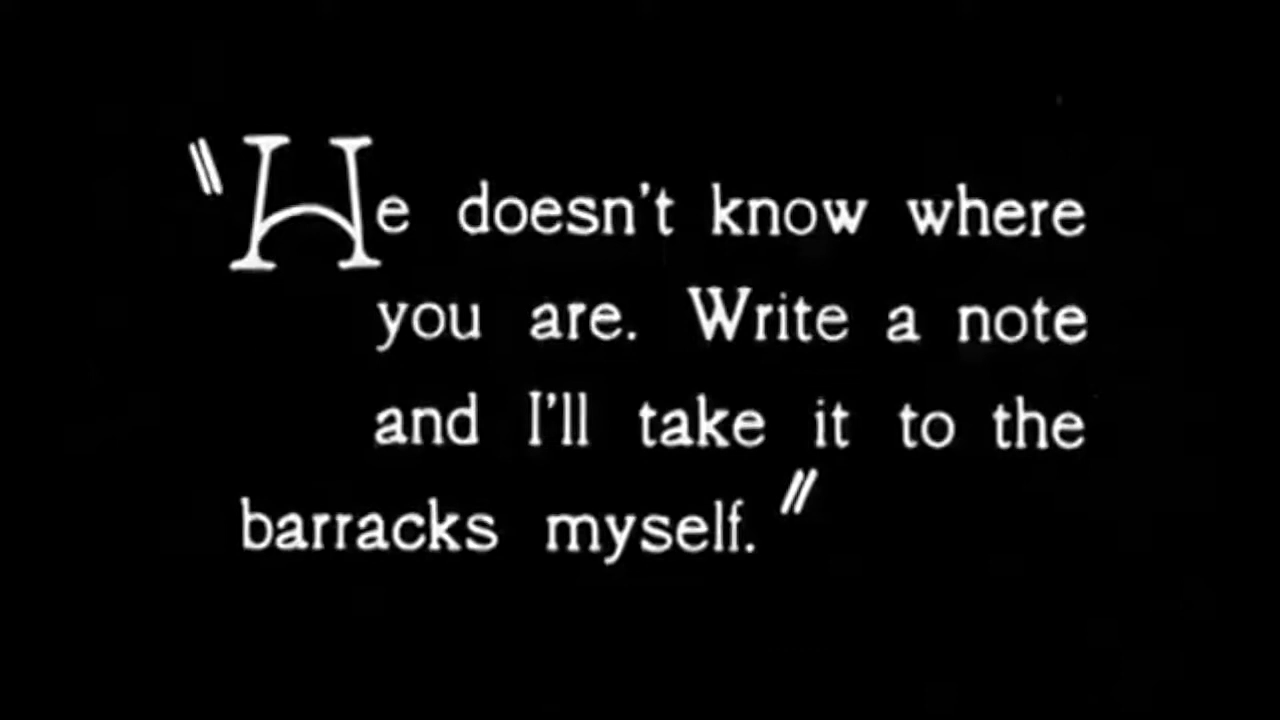 "He doesn't know where
you are. Write a note
and I'll take it to the
barracks myself."